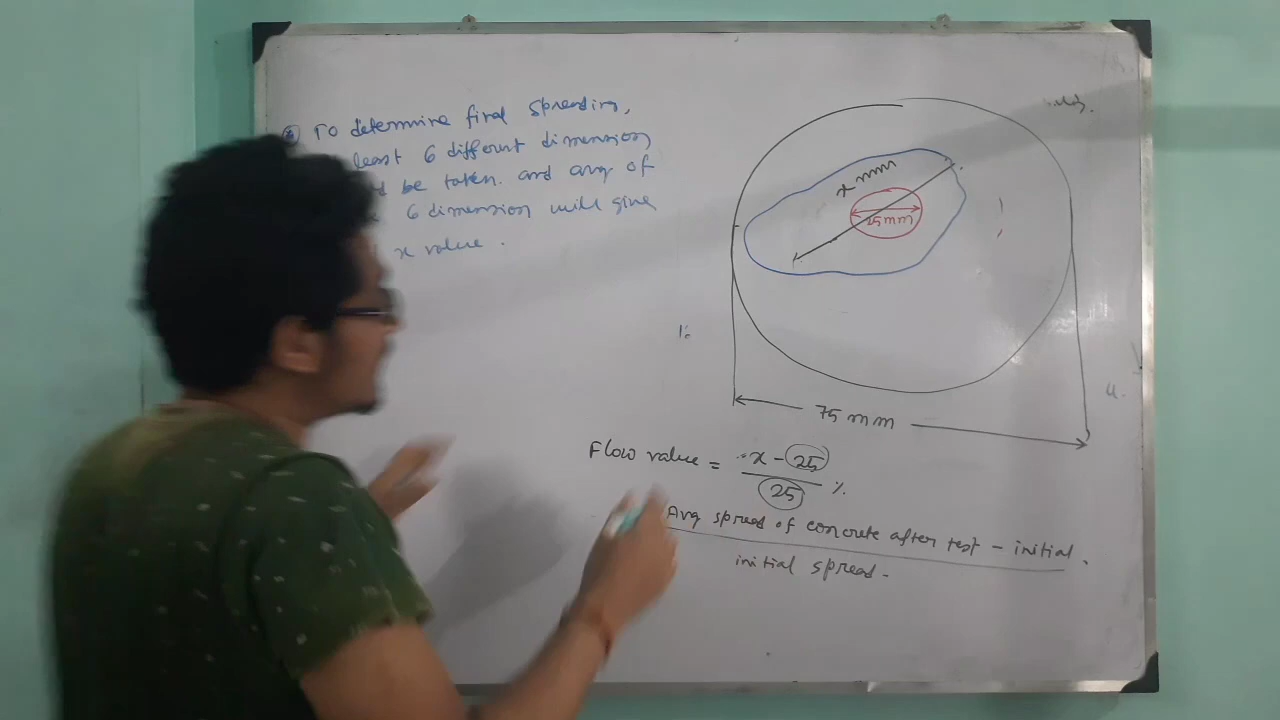 To determine final spreading,
least 6 different dimension
be taken. and avg of
6 dimension will give
x value.
x mm
75 mm
Flow value = x - 25
25 %
Avg spread of concrete after test - initial.
initial spread.